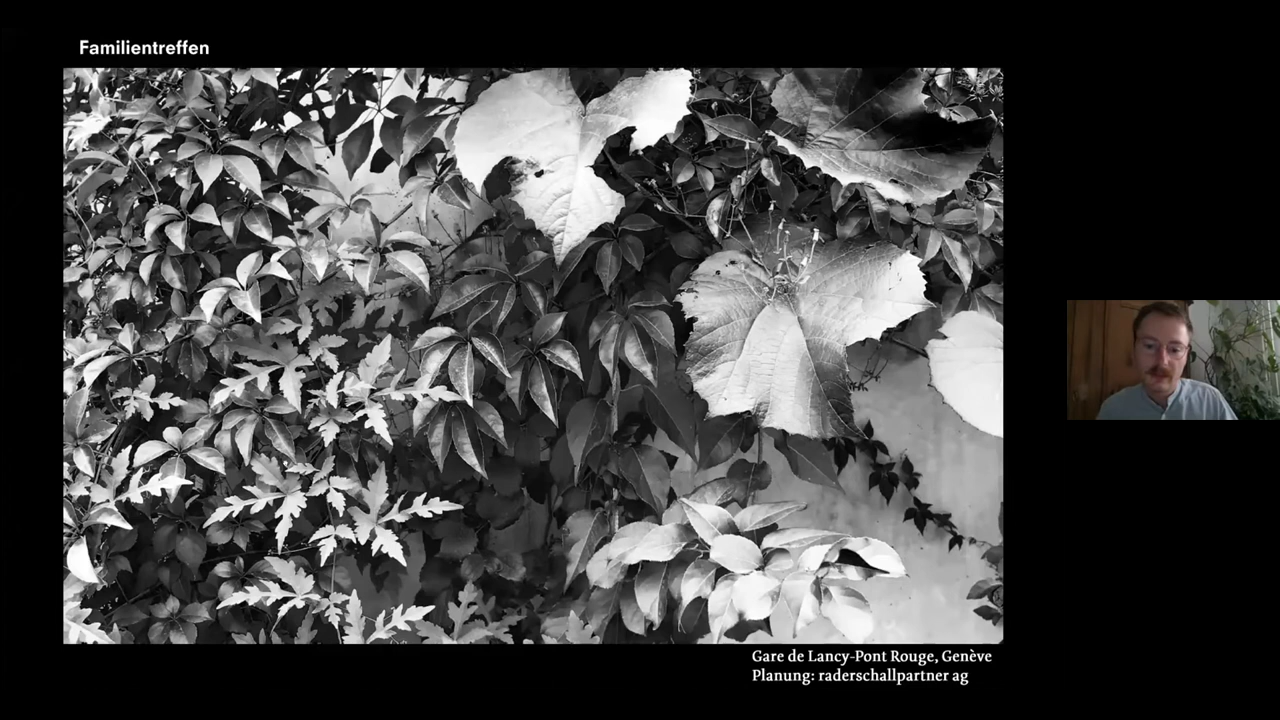 Familientreffen
Gare de Lancy-Pont Rouge, Genève
Planung: raderschallpartner ag